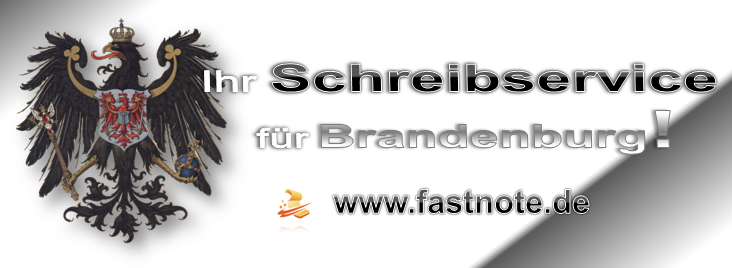 Ihr Schreibservice
für Brandenburg!
www.fastnote.de